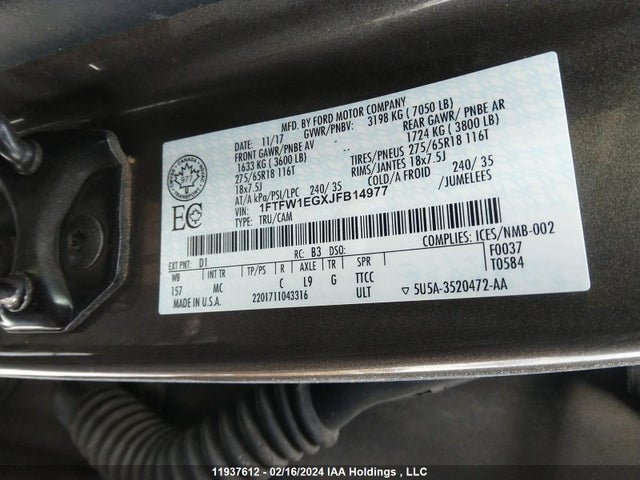 MFD. BY FORD MOTOR COMPANY
DATE: 11/17 GVWR/PNBV: 3198 KG ( 7050 LB)
FRONT GAWR/PNBE AV REAR GAWR/ PNBE AR
1633 KG ( 3600 LB) 1724 KG ( 3800 LB)
275/65R18 116T TIRES/PNEUS 275/65R18 116T
18x7.5J RIMS/JANTES 18x7.5J
AT/A kPa/PSI/LPC 240/ 35 COLD/A FROID 240/ 35
VIN: 1FTFW1EGXJFB14977 /JUMELEES
TYPE: TRU/CAM
CANADA
977
EC
COMPLIES: ICES/NMB-002
EXT PNT: D1 RC: B3 DSO: F0037
WB INT TR TP/PS R AXLE TR SPR T0584
157 MC C L9 G TTCC
ULT
MADE IN U.S.A. 2201711043316 ▽ 5U5A-3520472-AA
11937612 - 02/16/2024 IAA Holdings , LLC